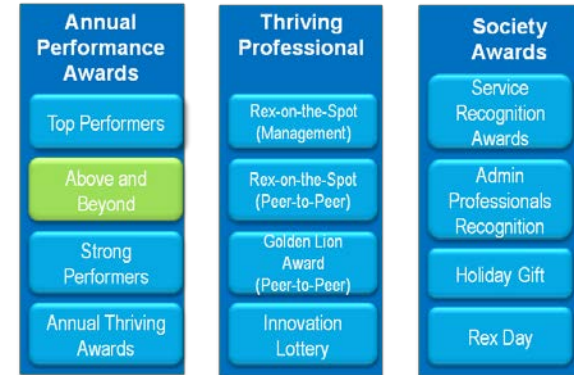 Annual
Performance
Awards
Top Performers
Above and
Beyond
Strong
Performers
Annual Thriving
Awards
Thriving
Professional
Rex-on-the-Spot
(Management)
Rex-on-the-Spot
(Peer-to-Peer)
Golden Lion
Award
(Peer-to-Peer)
Innovation
Lottery
Society
Awards
Service
Recognition
Awards
Admin
Professionals
Recognition
Holiday Gift
Rex Day